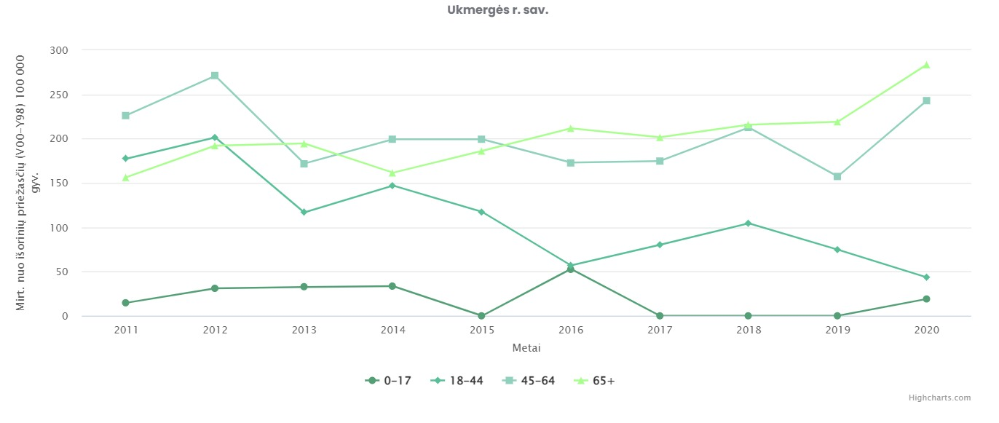 Ukmergės r. sav.
Mirt. nuo išorinių priežasčių (V00–Y98) 100 000
gyv.
300
250
200
150
100
50
0
2011 2012 2013 2014 2015 2016 2017 2018 2019 2020
Metai
0–17 18–44 45–64 65+
Highcharts.com